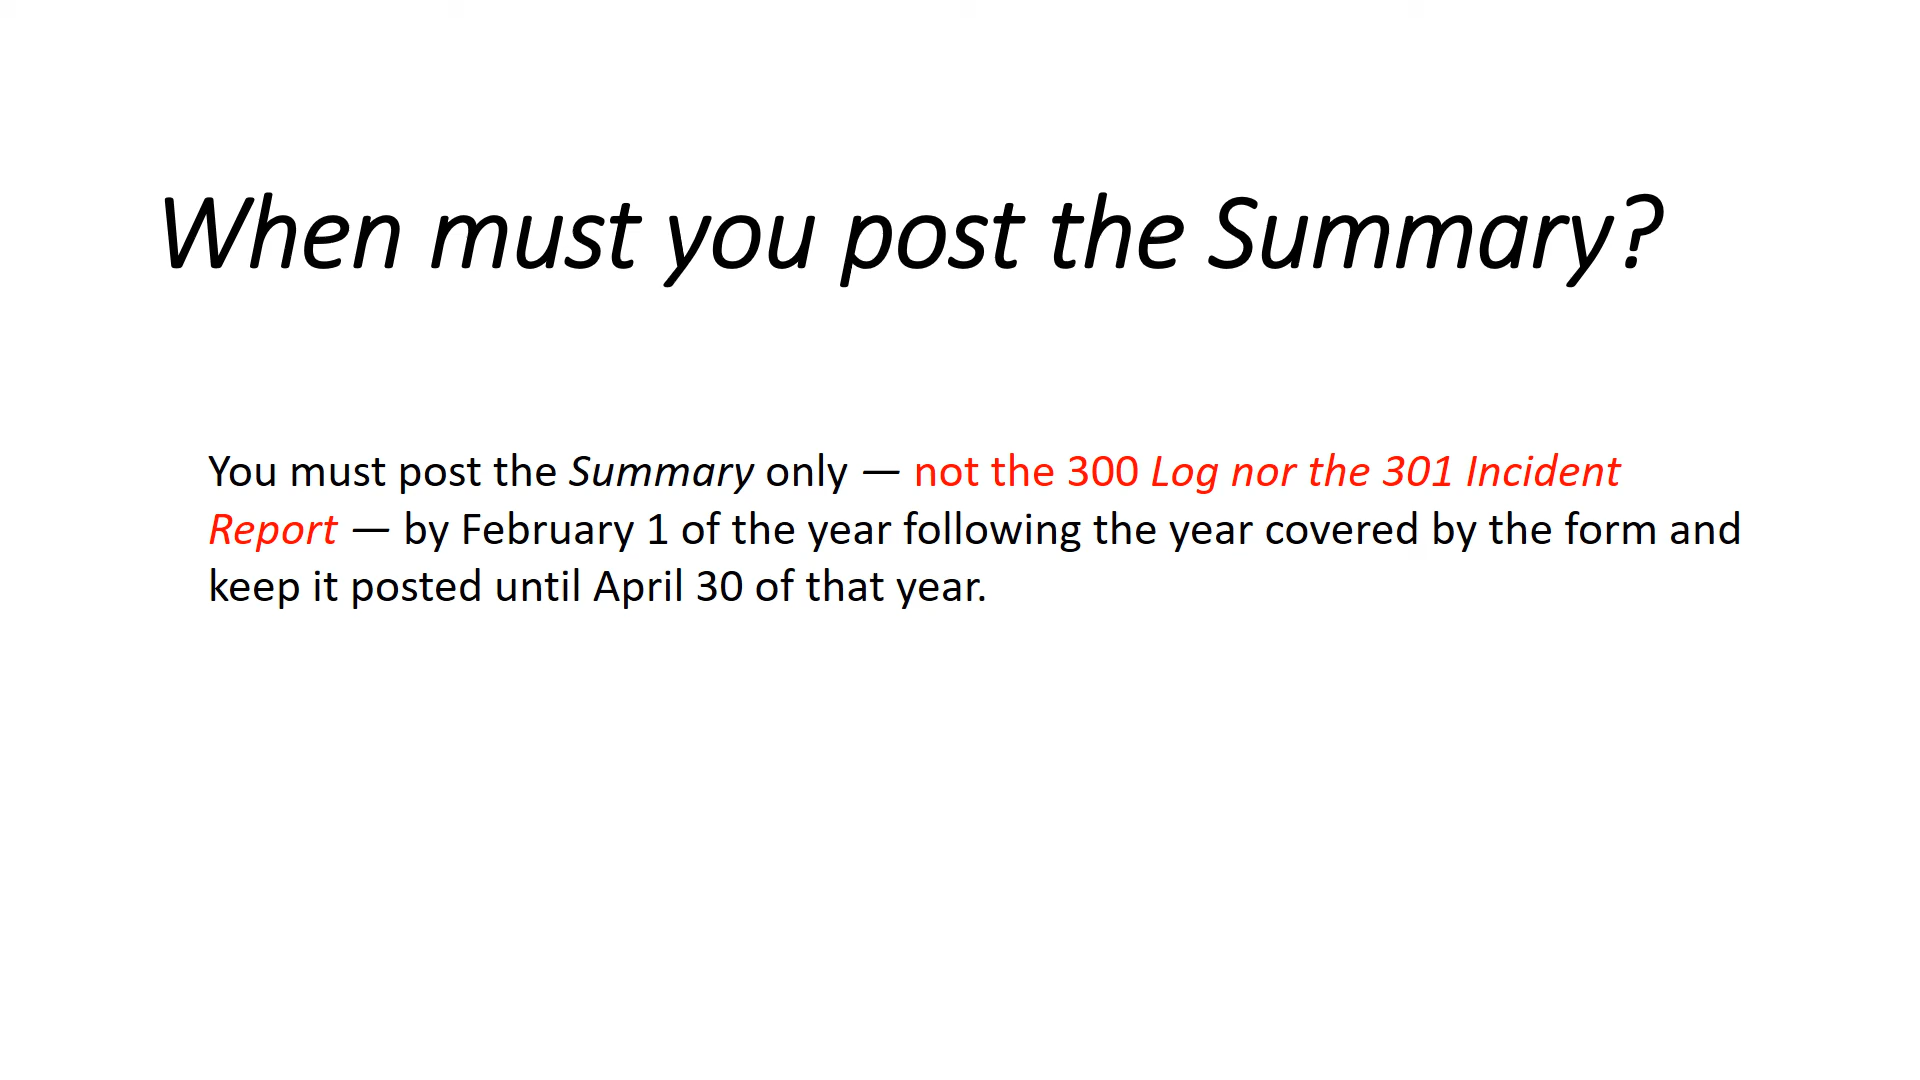 When must you post the Summary?
You must post the Summary only — not the 300 Log nor the 301 Incident
Report — by February 1 of the year following the year covered by the form and
keep it posted until April 30 of that year.